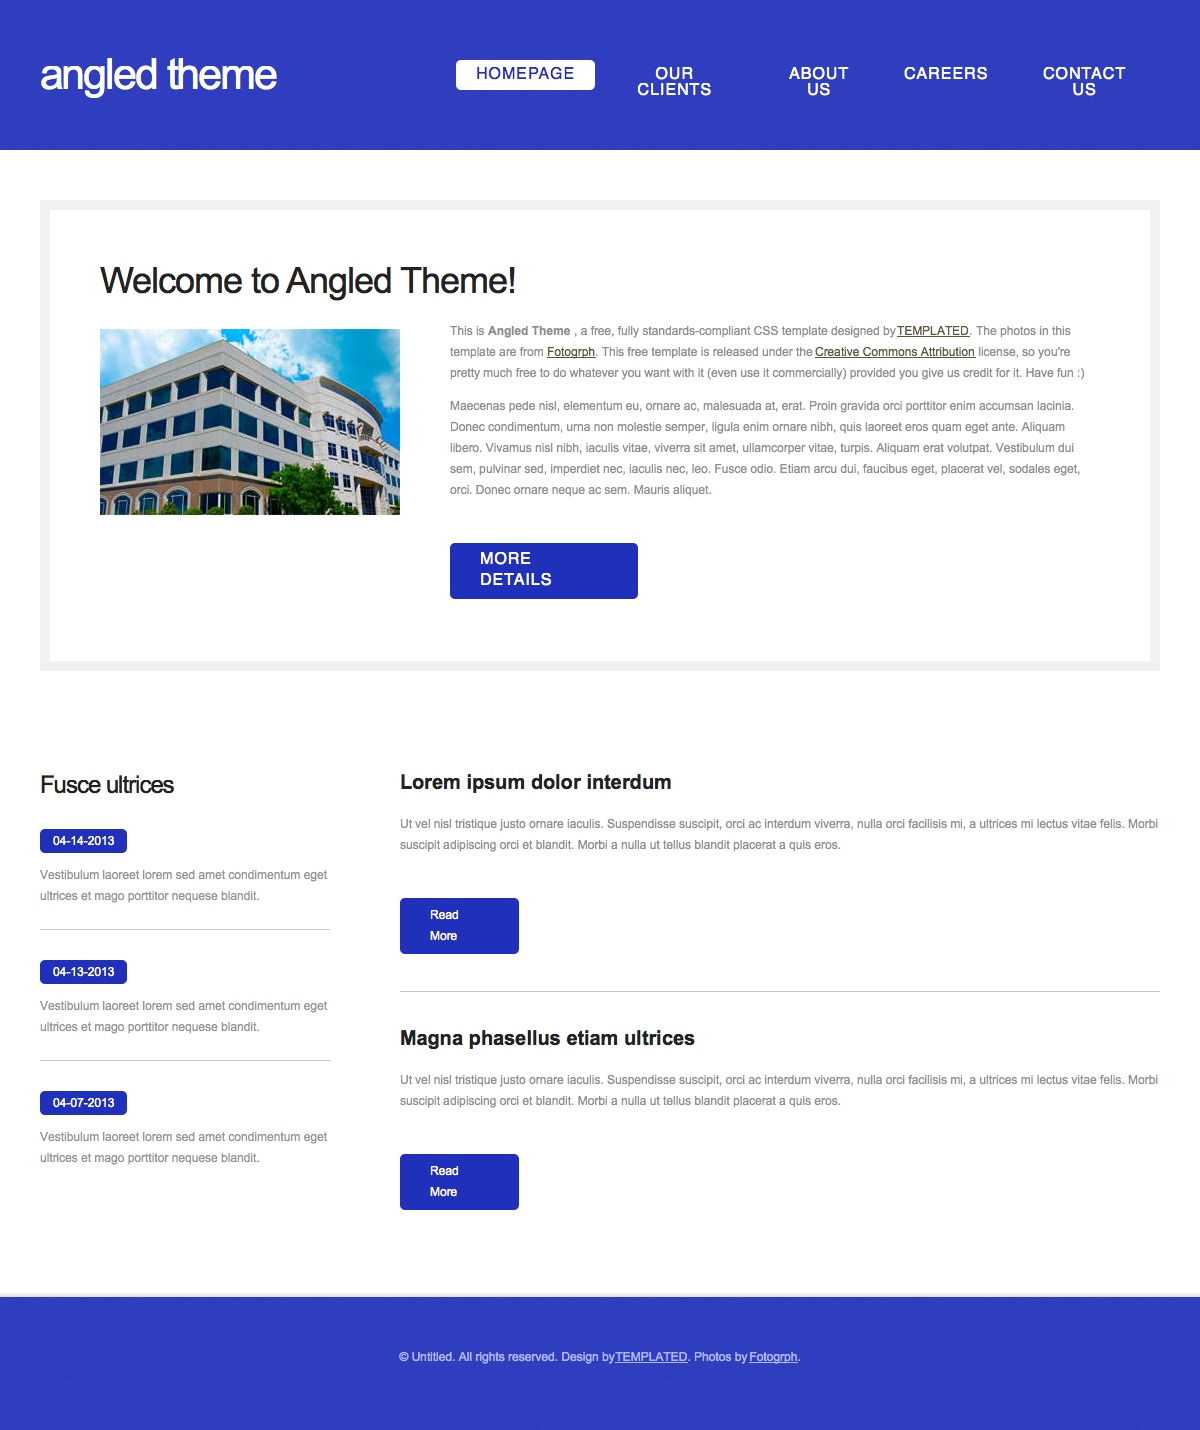 angled theme
HOMEPAGE
OUR
CLIENTS
ABOUT
US
CAREERS
CONTACT
US
Welcome to Angled Theme!
This is Angled Theme , a free, fully standards-compliant CSS template designed by TEMPLATED. The photos in this
template are from Fotogrph. This free template is released under the Creative Commons Attribution license, so you're
pretty much free to do whatever you want with it (even use it commercially) provided you give us credit for it. Have fun :)
Maecenas pede nisl, elementum eu, ornare ac, malesuada at, erat. Proin gravida orci porttitor enim accumsan lacinia.
Donec condimentum, urna non molestie semper, ligula enim ornare nibh, quis laoreet eros quam eget ante. Aliquam
libero. Vivamus nisl nibh, iaculis vitae, viverra sit amet, ullamcorper vitae, turpis. Aliquam erat volutpat. Vestibulum dui
sem, pulvinar sed, imperdiet nec, iaculis nec, leo. Fusce odio. Etiam arcu dui, faucibus eget, placerat vel, sodales eget,
orci. Donec ornare neque ac sem. Mauris aliquet.
MORE
DETAILS
Fusce ultrices
04-14-2013
Vestibulum laoreet lorem sed amet condimentum eget
ultrices et mago porttitor nequese blandit.
04-13-2013
Vestibulum laoreet lorem sed amet condimentum eget
ultrices et mago porttitor nequese blandit.
04-07-2013
Vestibulum laoreet lorem sed amet condimentum eget
ultrices et mago porttitor nequese blandit.
Lorem ipsum dolor interdum
Ut vel nisl tristique justo ornare iaculis. Suspendisse suscipit, orci ac interdum viverra, nulla orci facilisis mi, a ultrices mi lectus vitae felis. Morbi
suscipit adipiscing orci et blandit. Morbi a nulla ut tellus blandit placerat a quis eros.
Read
More
Magna phasellus etiam ultrices
Ut vel nisl tristique justo ornare iaculis. Suspendisse suscipit, orci ac interdum viverra, nulla orci facilisis mi, a ultrices mi lectus vitae felis. Morbi
suscipit adipiscing orci et blandit. Morbi a nulla ut tellus blandit placerat a quis eros.
Read
More
© Untitled. All rights reserved. Design by TEMPLATED. Photos by Fotogrph.